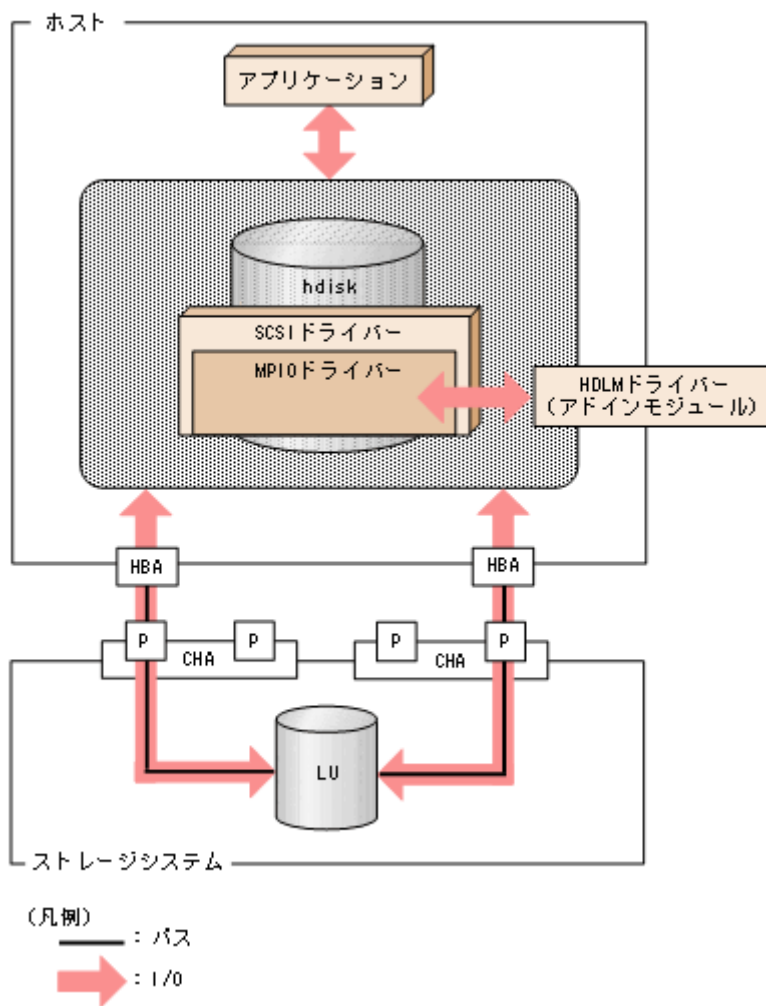 ホスト
アプリケーション
hdisk
SCSIドライバー
MPIOドライバー
HDLMドライバー
(アドインモジュール)
HBA
HBA
P
P
P
P
CHA
CHA
LU
ストレージシステム
(凡例)
: パス
: I/O